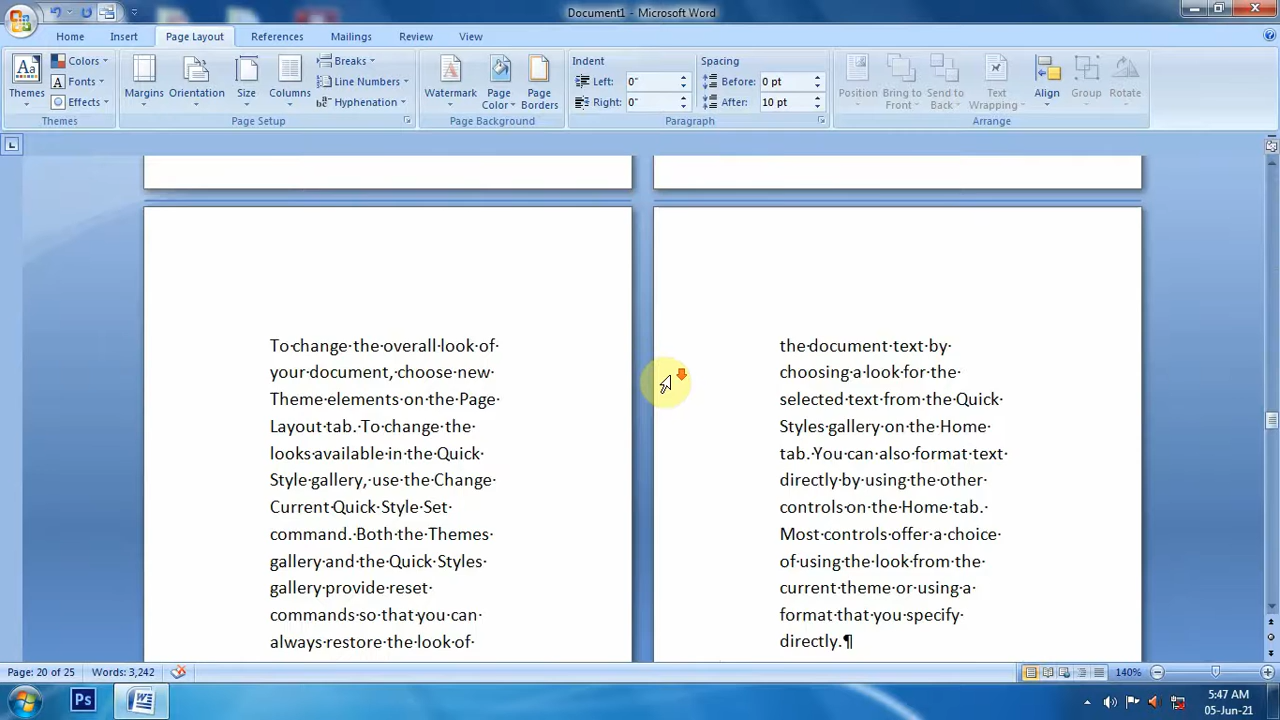 Document1 - Microsoft Word
Home Insert Page Layout References Mailings Review View
Themes
Colors
Fonts
Effects
Themes
Margins
Orientation
Size
Columns
Breaks
Line Numbers
Hyphenation
Page Setup
Watermark
Page Color
Page Borders
Page Background
Indent
Left: 0"
Right: 0"
Spacing
Before: 0 pt
After: 10 pt
Paragraph
Position
Bring to Front
Send to Back
Text Wrapping
Align
Group
Rotate
Arrange
To·change·the·overall·look·of·
your·document,·choose·new·
Theme·elements·on·the·Page·
Layout·tab.·To·change·the·
looks·available·in·the·Quick·
Style·gallery,·use·the·Change·
Current·Quick·Style·Set·
command.·Both·the·Themes·
gallery·and·the·Quick·Styles·
gallery·provide·reset·
commands·so·that·you·can·
always·restore·the·look·of·
the·document·text·by·
choosing·a·look·for·the·
selected·text·from·the·Quick·
Styles·gallery·on·the·Home·
tab.·You·can·also·format·text·
directly·by·using·the·other·
controls·on·the·Home·tab.·
Most·controls·offer·a·choice·
of·using·the·look·from·the·
current·theme·or·using·a·
format·that·you·specify·
directly.¶
Page: 20 of 25 Words: 3,242 140%
Ps
5:47 AM
05-Jun-21